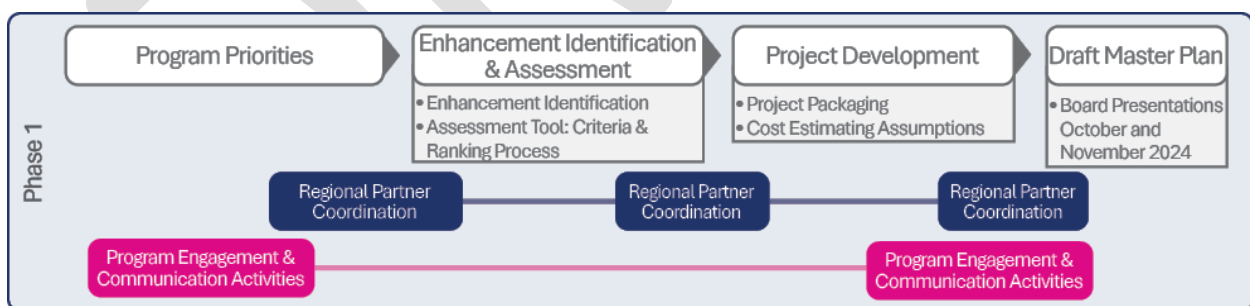 Phase 1
Program Priorities
Enhancement Identification
& Assessment
• Enhancement Identification
• Assessment Tool: Criteria &
Ranking Process
Project Development
• Project Packaging
• Cost Estimating Assumptions
Draft Master Plan
• Board Presentations
October and
November 2024
Regional Partner
Coordination
Regional Partner
Coordination
Regional Partner
Coordination
Program Engagement &
Communication Activities
Program Engagement &
Communication Activities